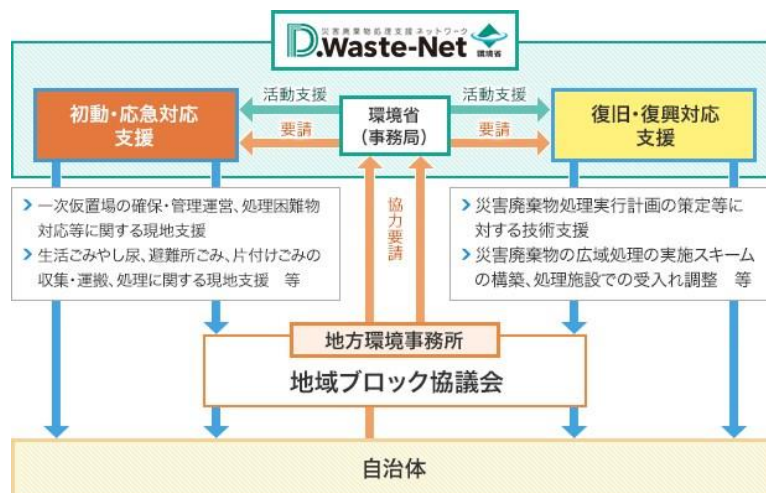 災害廃棄物処理支援ネットワーク
D.Waste-Net
環境省
初動・応急対応
支援
活動支援
要請
環境省
(事務局)
活動支援
要請
復旧・復興対応
支援
一次仮置場の確保・管理運営、処理困難物
対応等に関する現地支援
生活ごみやし尿、避難所ごみ、片付けごみの
収集・運搬、処理に関する現地支援 等
協力要請
災害廃棄物処理実行計画の策定等に
対する技術支援
災害廃棄物の広域処理の実施スキーム
の構築、処理施設での受入れ調整 等
地方環境事務所
地域ブロック協議会
自治体